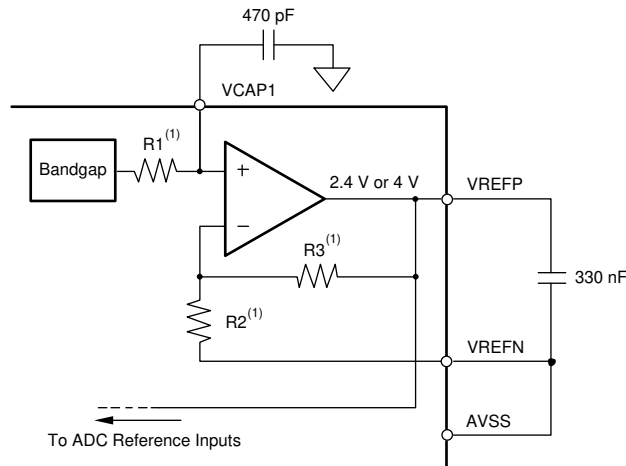 470 pF
VCAP1
R1(1)
Bandgap
+
2.4 V or 4 V
VREFP
−
R3(1)
330 nF
R2(1)
VREFN
AVSS
To ADC Reference Inputs